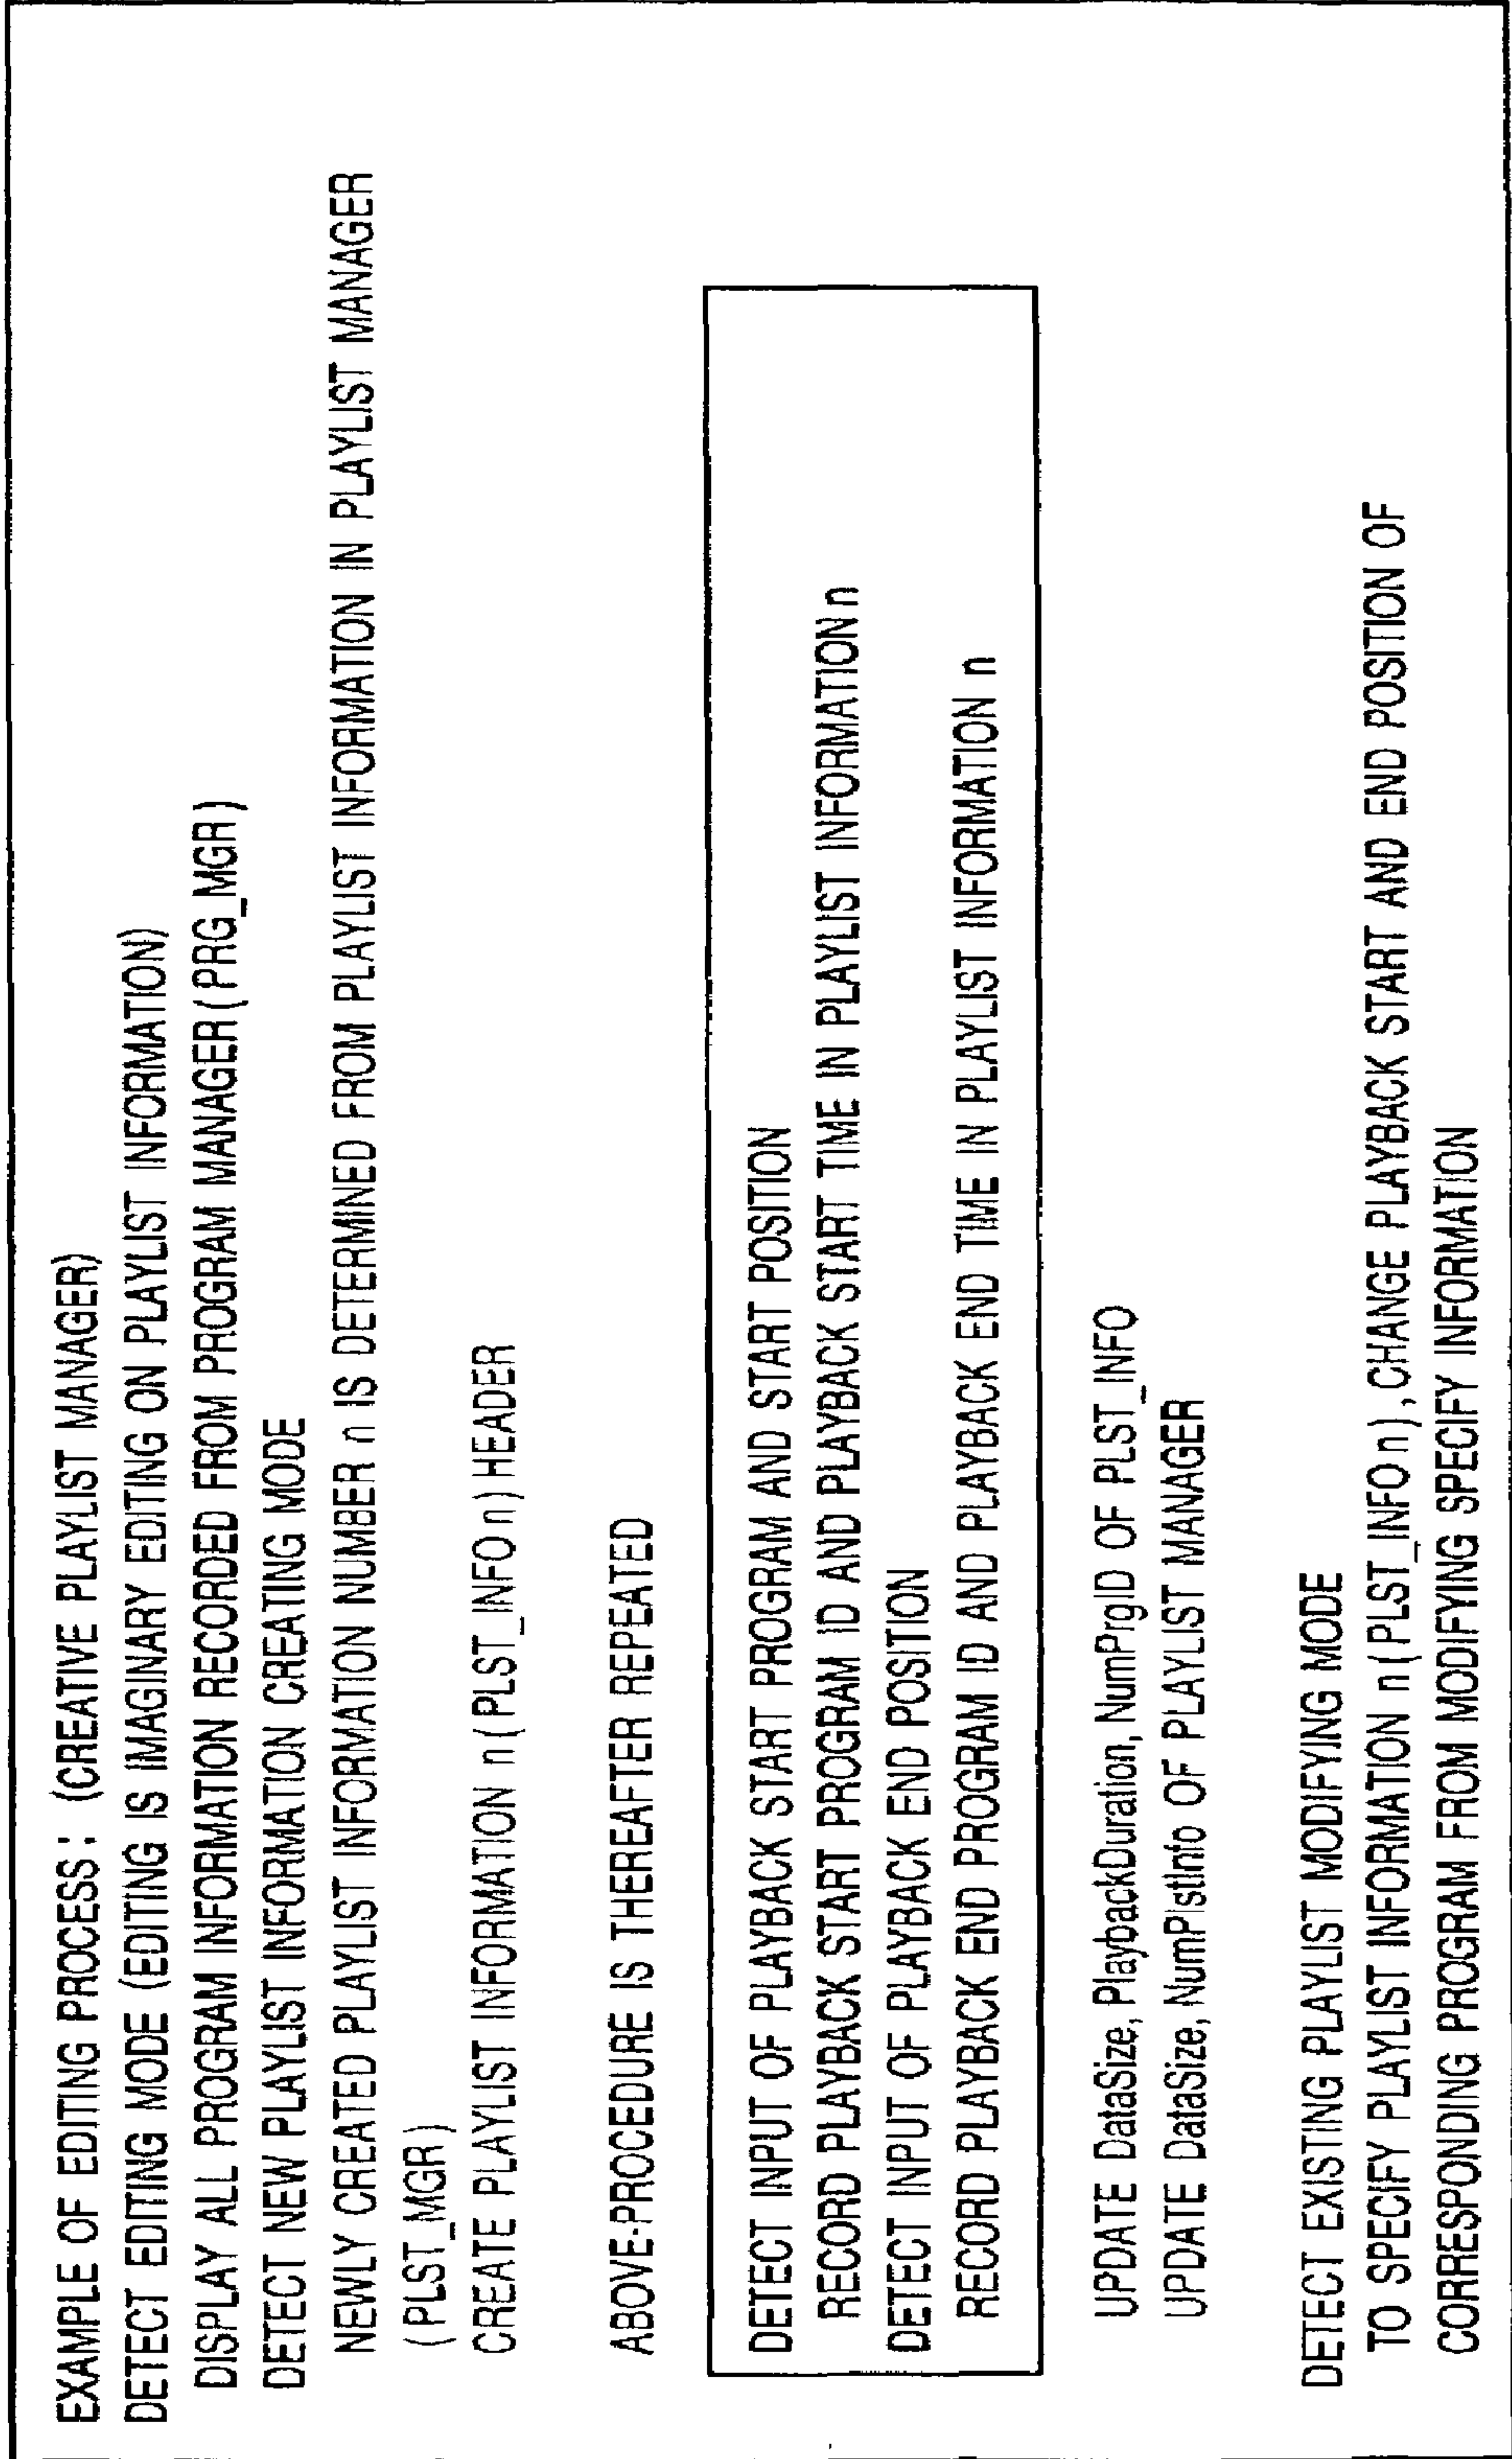 EXAMPLE OF EDITING PROCESS: (CREATIVE PLAYLIST MANAGER)
DETECT EDITING MODE (EDITING IS IMAGINARY EDITING ON PLAYLIST INFORMATION)
DISPLAY ALL PROGRAM INFORMATION RECORDED FROM PROGRAM MANAGER (PRG_MGR)
DETECT NEW PLAYLIST INFORMATION CREATING MODE
NEWLY CREATED PLAYLIST INFORMATION NUMBER n IS DETERMINED FROM PLAYLIST INFORMATION IN PLAYLIST MANAGER
(PLST_MGR)
CREATE PLAYLIST INFORMATION n (PLST_INFO n) HEADER
ABOVE-PROCEDURE IS THEREAFTER REPEATED
DETECT INPUT OF PLAYBACK START PROGRAM AND START POSITION
RECORD PLAYBACK START PROGRAM ID AND PLAYBACK START TIME IN PLAYLIST INFORMATION n
DETECT INPUT OF PLAYBACK END POSITION
RECORD PLAYBACK END PROGRAM ID AND PLAYBACK END TIME IN PLAYLIST INFORMATION n
UPDATE DataSize, PlaybackDuration, NumPrgID OF PLST_INFO
UPDATE DataSize, NumPlstInfo OF PLAYLIST MANAGER
DETECT EXISTING PLAYLIST MODIFYING MODE
TO SPECIFY PLAYLIST INFORMATION n (PLST_INFO n), CHANGE PLAYBACK START AND END POSITION OF
CORRESPONDING PROGRAM FROM MODIFYING SPECIFY INFORMATION